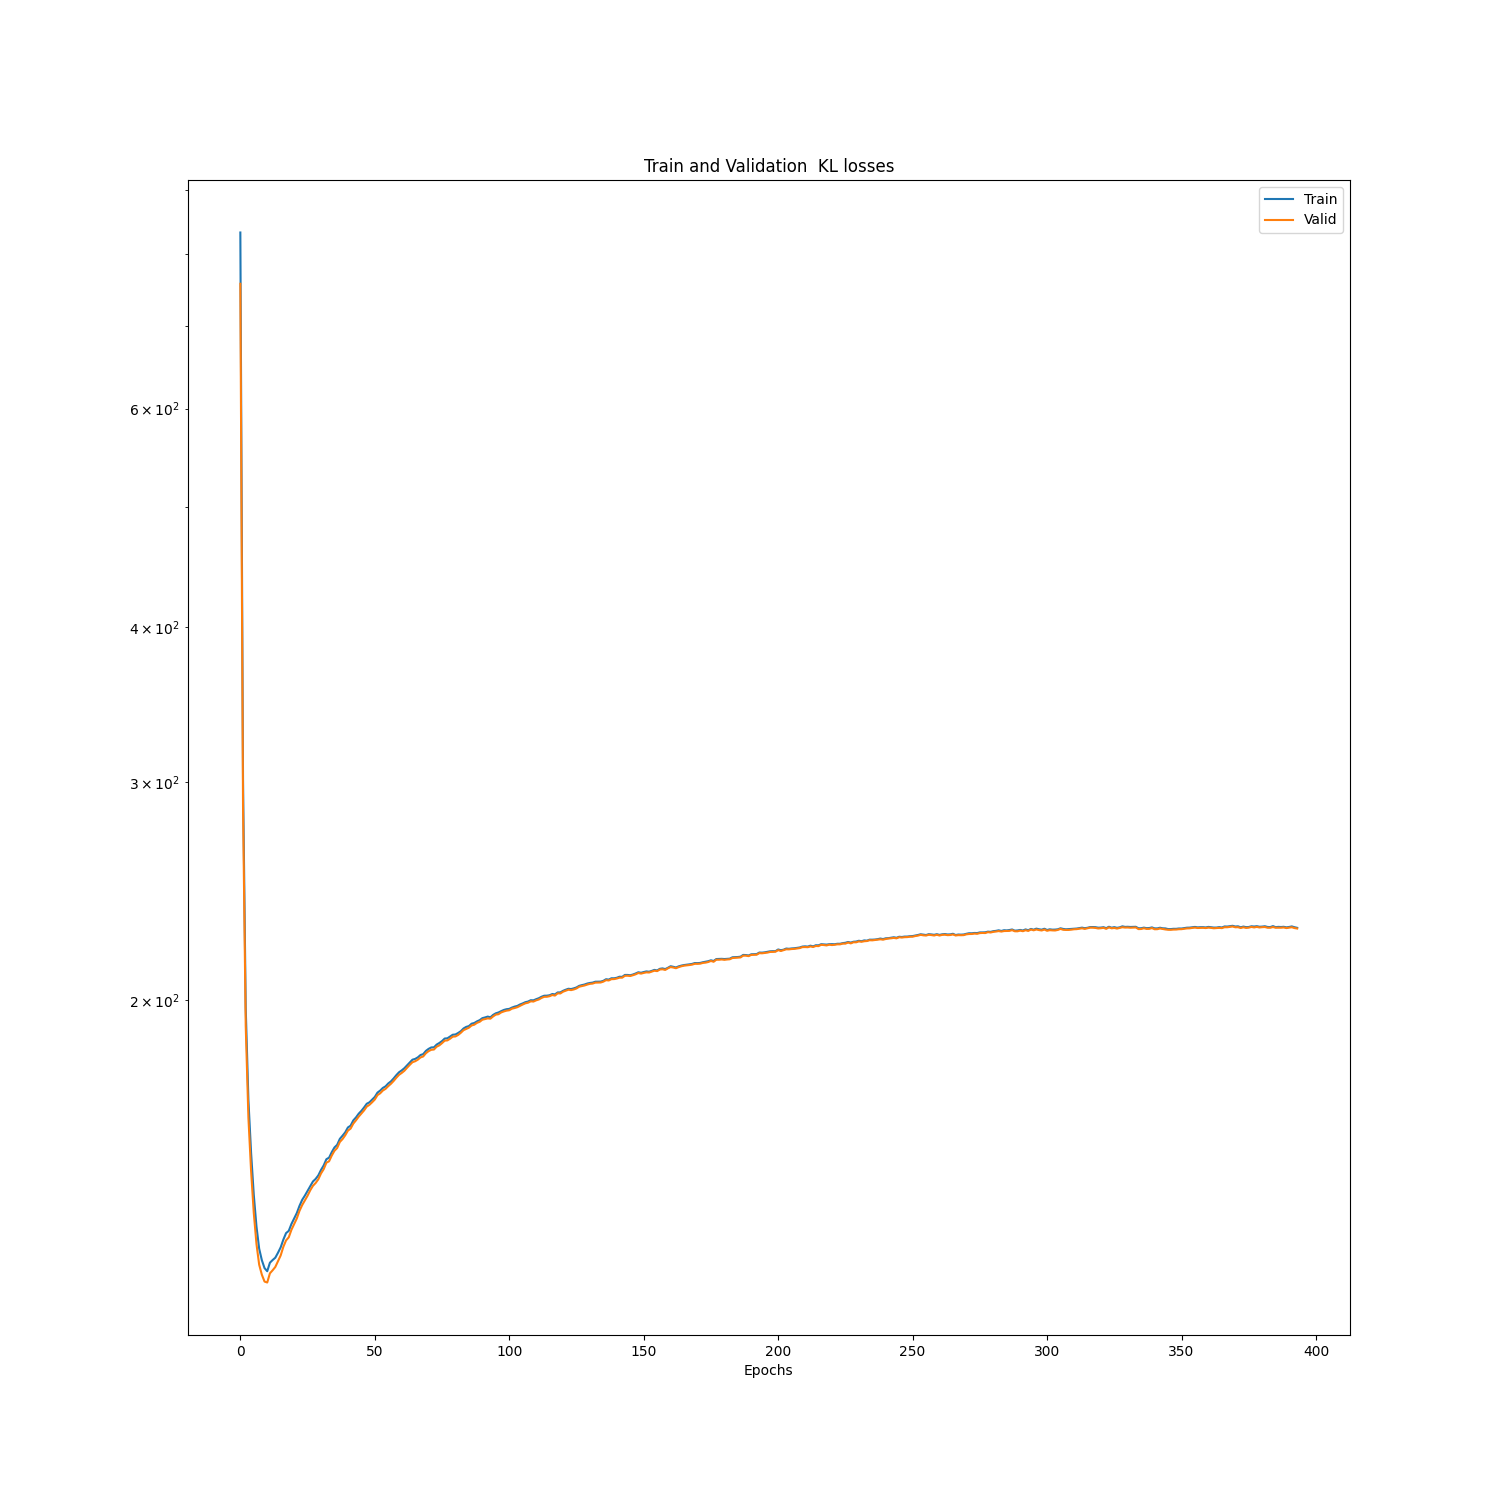 Train and Validation  KL losses
Train
Valid
6 × 10²
4 × 10²
3 × 10²
2 × 10²
0 50 100 150 200 250 300 350 400
Epochs